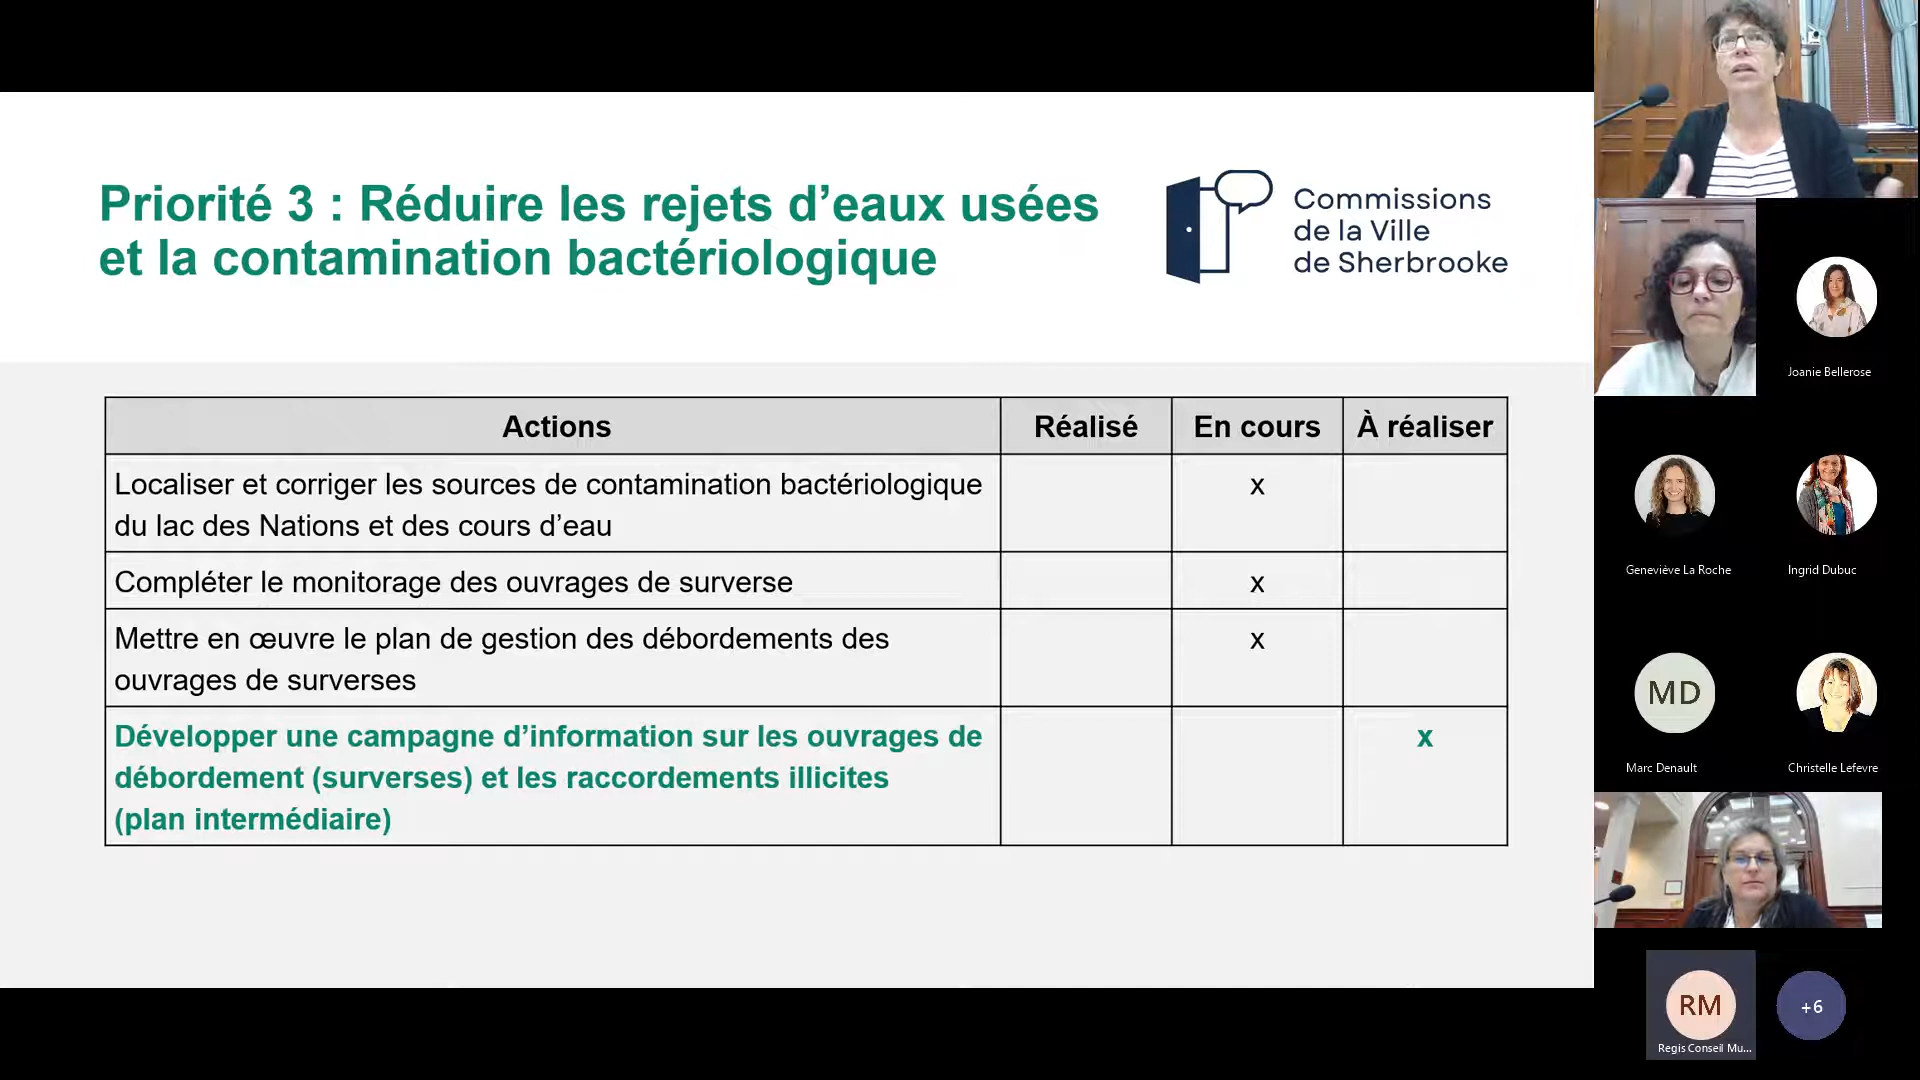 Priorité 3 : Réduire les rejets d’eaux usées
et la contamination bactériologique
Commissions
de la Ville
de Sherbrooke
Actions
Réalisé
En cours
À réaliser
Localiser et corriger les sources de contamination bactériologique
du lac des Nations et des cours d’eau
x
Compléter le monitorage des ouvrages de surverse
x
Mettre en œuvre le plan de gestion des débordements des
ouvrages de surverses
x
Développer une campagne d’information sur les ouvrages de
débordement (surverses) et les raccordements illicites
(plan intermédiaire)
x
Joanie Bellerose
Geneviève La Roche
Ingrid Dubuc
MD
Marc Denault
Christelle Lefevre
RM
Regis Conseil Mu...
+6